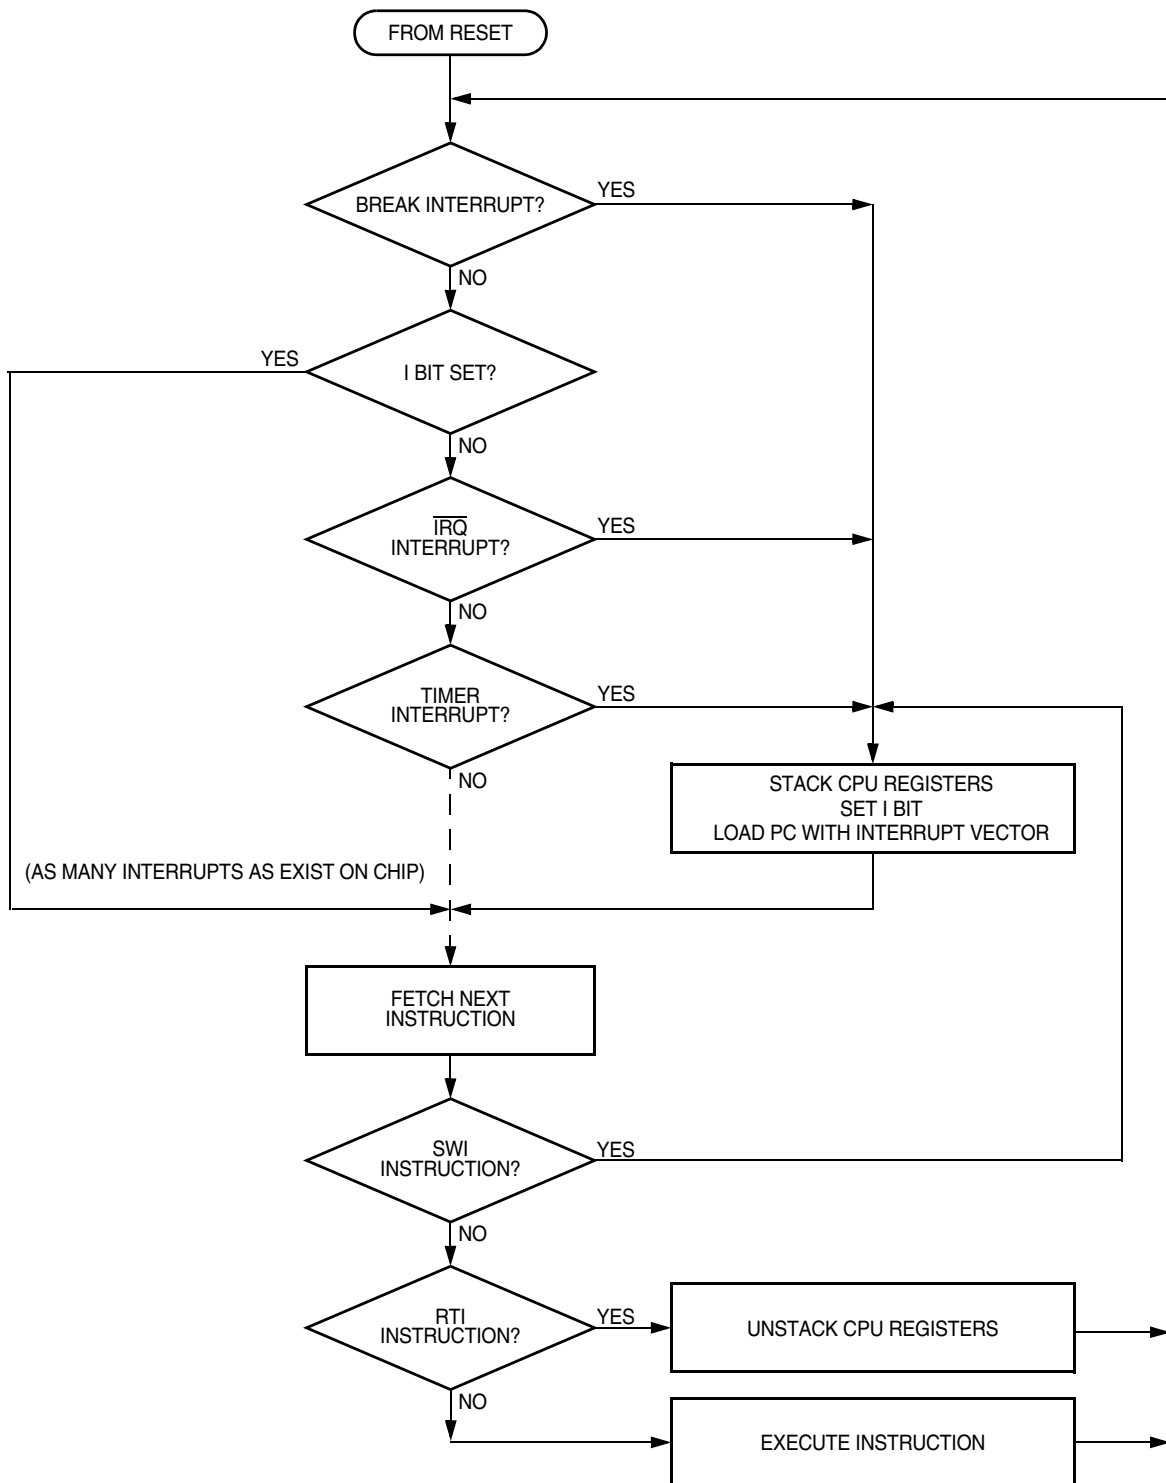 FROM RESET
BREAK INTERRUPT?
YES
NO
YES
I BIT SET?
NO
IRQ
INTERRUPT?
YES
NO
TIMER
INTERRUPT?
YES
NO
STACK CPU REGISTERS
SET I BIT
LOAD PC WITH INTERRUPT VECTOR
(AS MANY INTERRUPTS AS EXIST ON CHIP)
FETCH NEXT
INSTRUCTION
SWI
INSTRUCTION?
YES
NO
RTI
INSTRUCTION?
YES
UNSTACK CPU REGISTERS
NO
EXECUTE INSTRUCTION